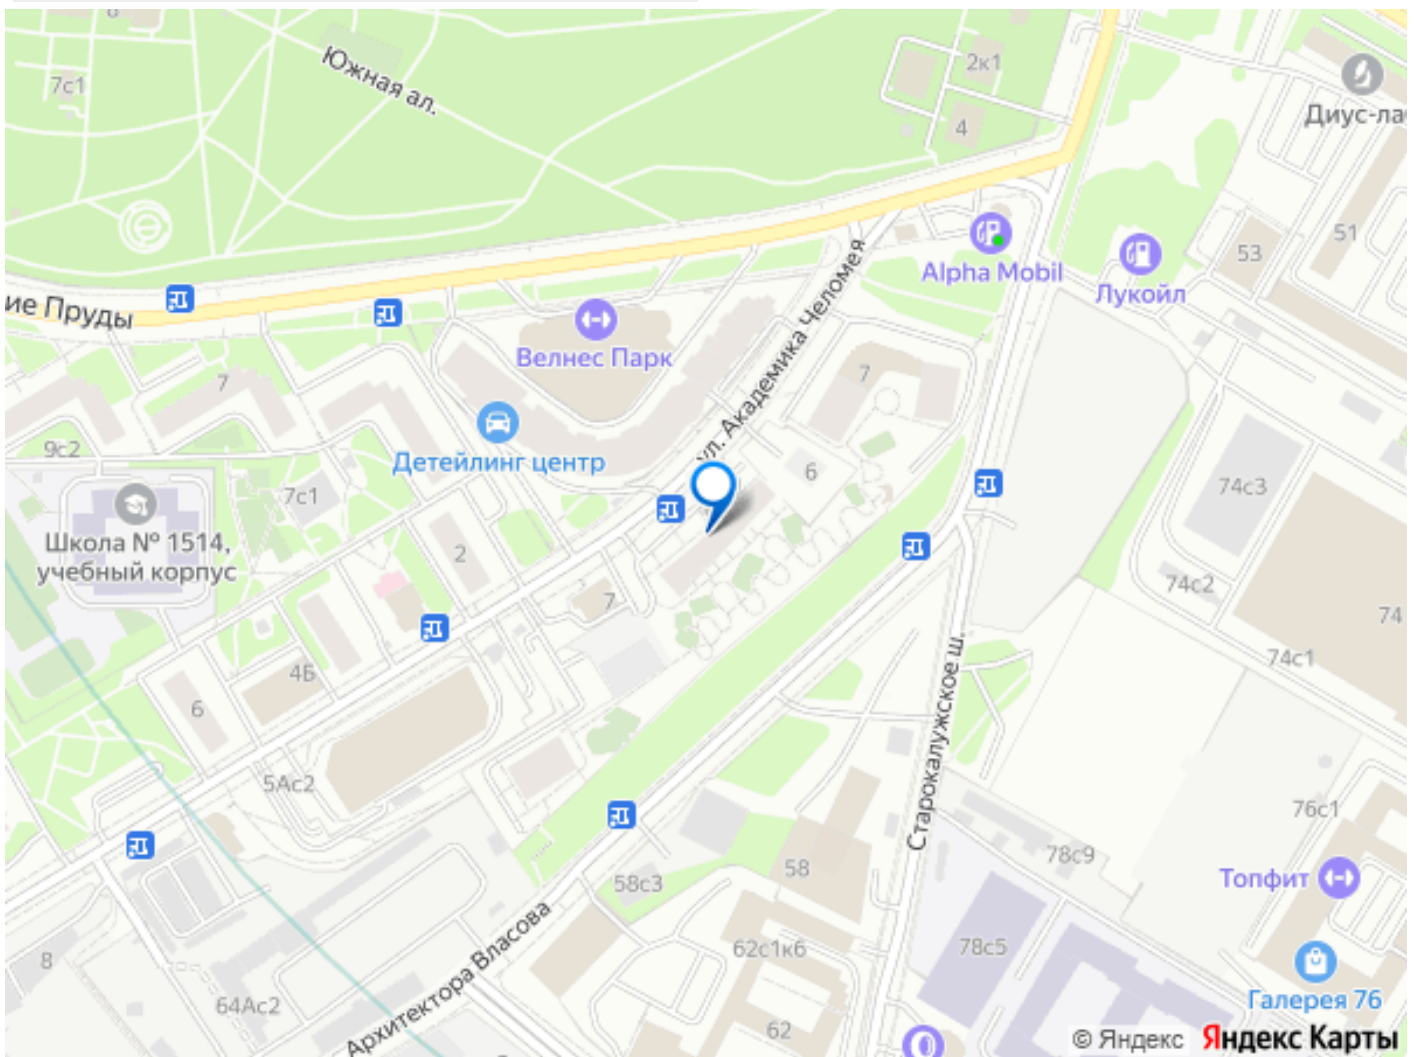 7с1
Южная ал.
2к1
4
Диус-ла
51
53
Alpha Mobil
Лукойл
ие Пруды
Велнес Парк
ул. Академика Челомея
7
7
9с2
Детейлинг центр
6
7с1
74с3
Школа № 1514,
учебный корпус
2
7
74с2
74
74с1
4Б
6
Старокалужское ш.
5Ас2
76с1
78с9
58
58с3
Топфит
Архитектора Власова
62с1к6
78с5
8
64Ас2
Галерея 76
62
© Яндекс Яндекс Карты